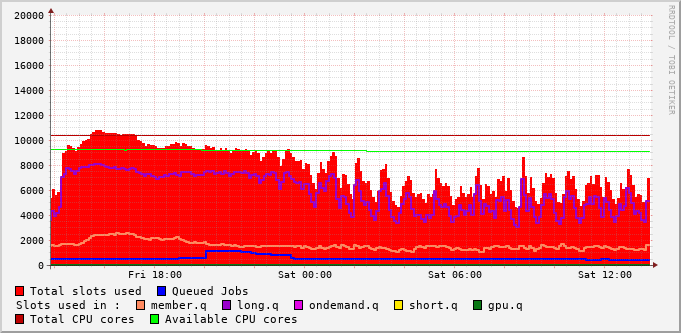 RRDTOOL / TOBI OETIKER
20000
18000
16000
14000
12000
10000
8000
6000
4000
2000
0
Fri 18:00 Sat 00:00 Sat 06:00 Sat 12:00
Total slots used Queued Jobs
Slots used in : member.q long.q ondemand.q short.q gpu.q
Total CPU cores Available CPU cores